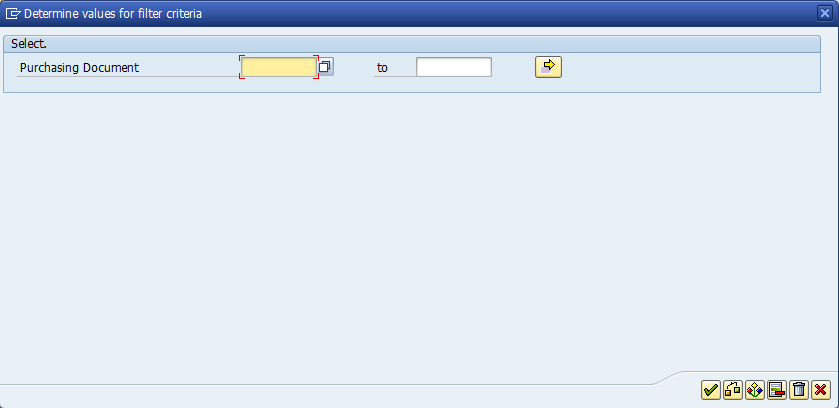 Determine values for filter criteria
Select.
Purchasing Document to